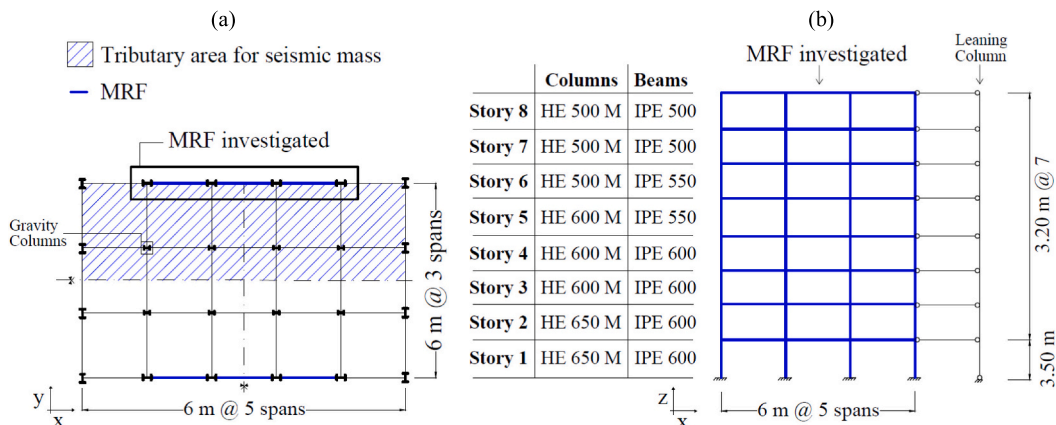 (a)
Tributary area for seismic mass
MRF
MRF investigated
Gravity
Columns
6 m @ 3 spans
y
x
6 m @ 5 spans
(b)
Columns Beams
Story 8 HE 500 M IPE 500
Story 7 HE 500 M IPE 500
Story 6 HE 500 M IPE 550
Story 5 HE 600 M IPE 550
Story 4 HE 600 M IPE 600
Story 3 HE 600 M IPE 600
Story 2 HE 650 M IPE 600
Story 1 HE 650 M IPE 600
MRF investigated
Leaning
Column
3.20 m @ 7
3.50 m
z
x
6 m @ 5 spans